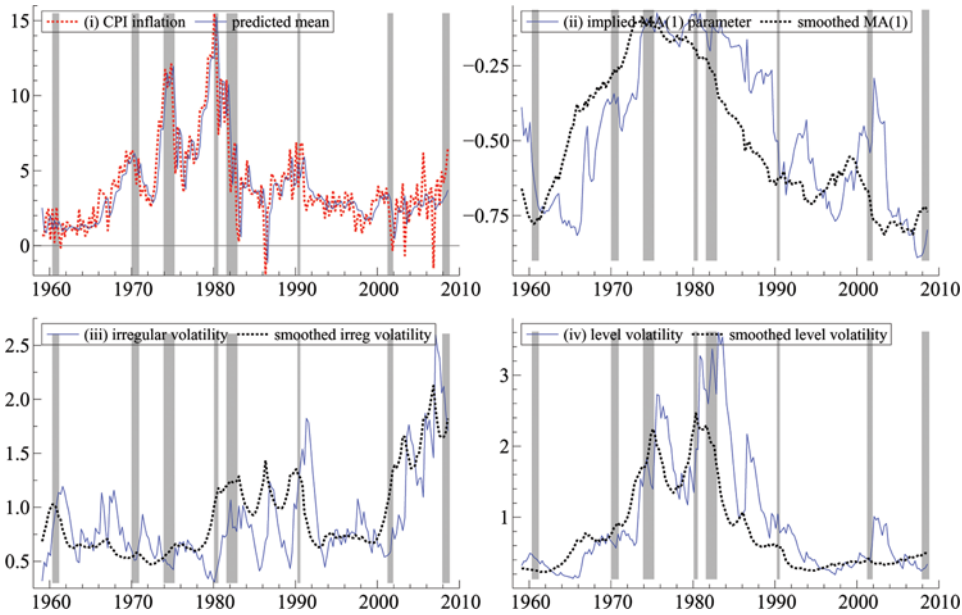 (i) CPI inflation predicted mean
15
10
5
0
1960 1970 1980 1990 2000 2010
(ii) implied MA(1) parameter smoothed MA(1)
−0.25
−0.50
−0.75
1960 1970 1980 1990 2000 2010
(iii) irregular volatility smoothed irreg volatility
2.5
2.0
1.5
1.0
0.5
1960 1970 1980 1990 2000 2010
(iv) level volatility smoothed level volatility
3
2
1
1960 1970 1980 1990 2000 2010